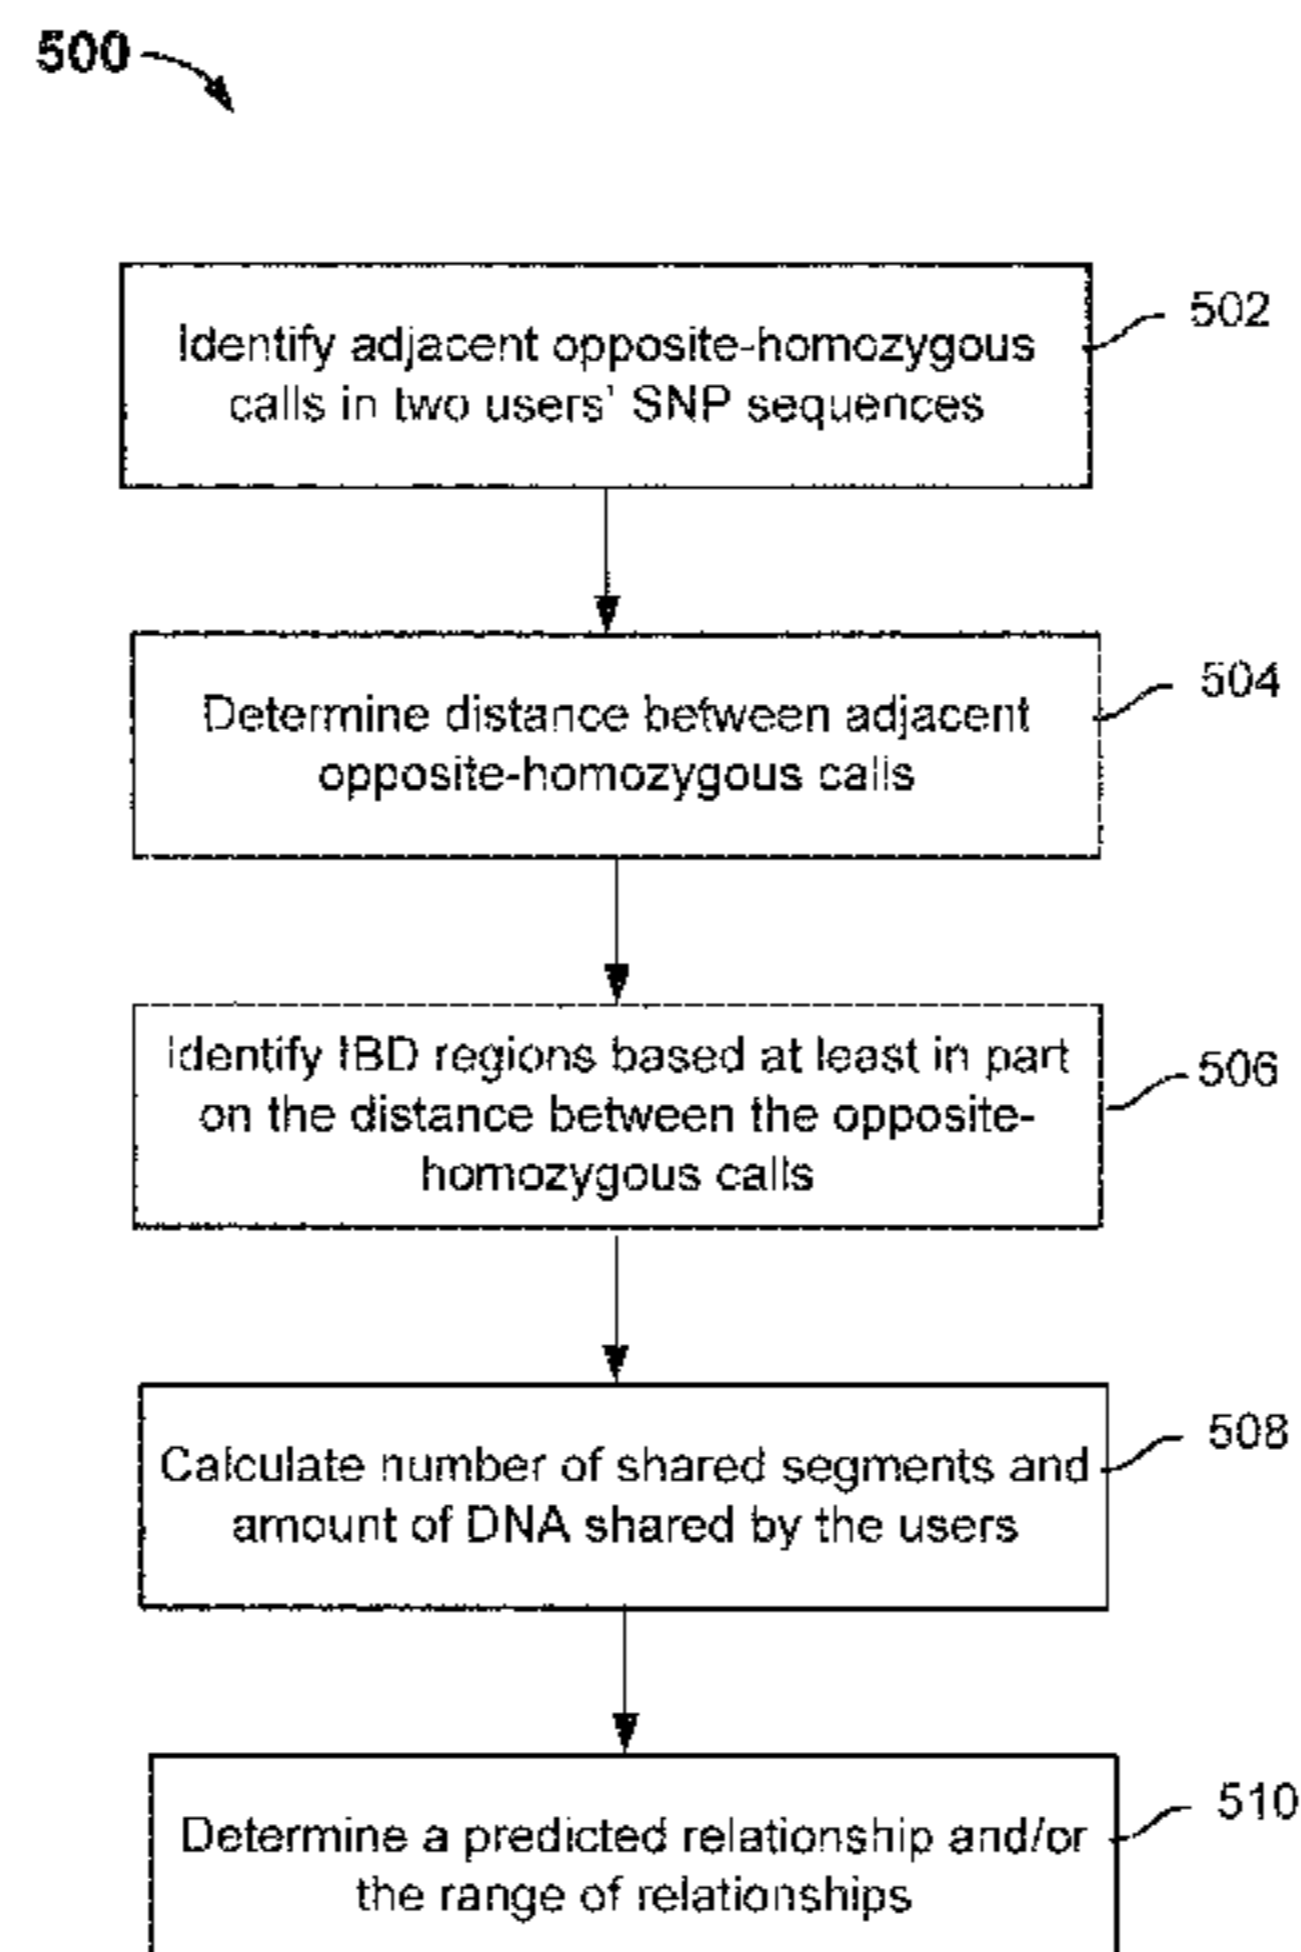 500
Identify adjacent opposite-homozygous
calls in two users' SNP sequences
502
Determine distance between adjacent
opposite-homozygous calls
504
Identify IBD regions based at least in part
on the distance between the opposite-
homozygous calls
506
Calculate number of shared segments and
amount of DNA shared by the users
508
Determine a predicted relationship and/or
the range of relationships
510